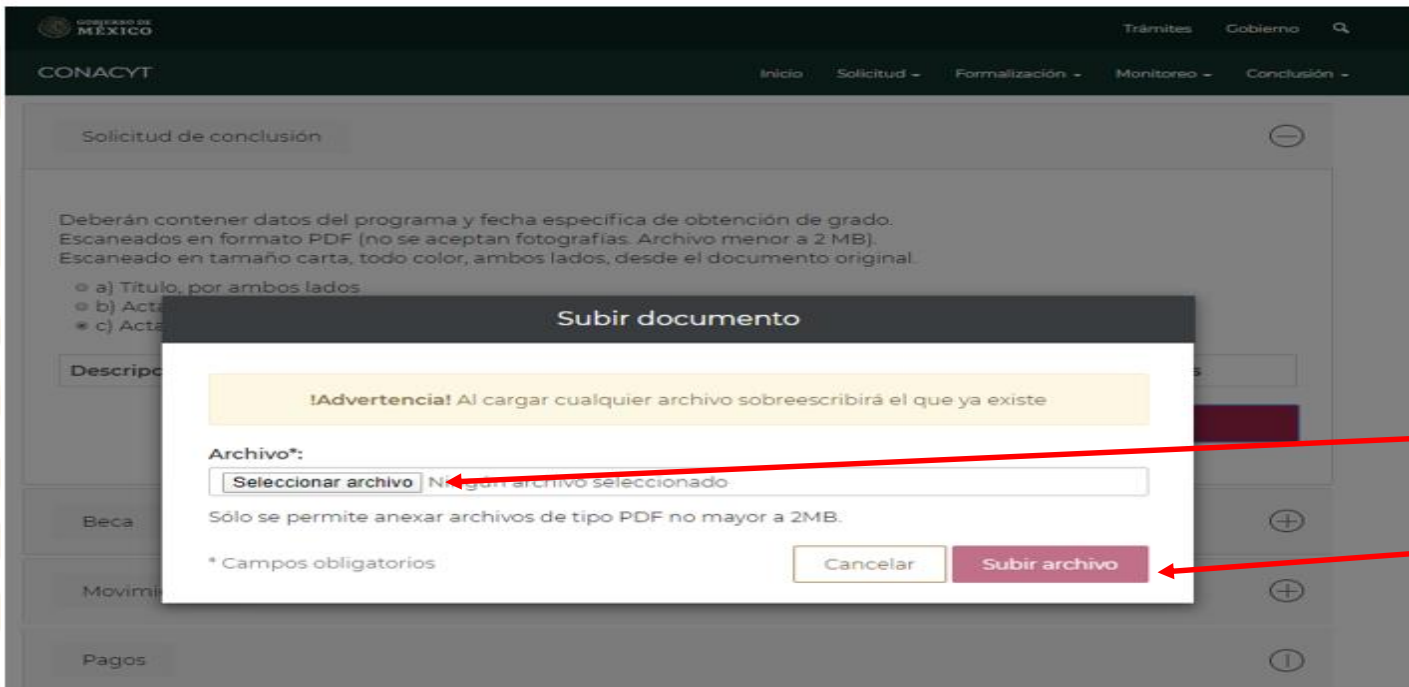 GOBIERNO DE
MÉXICO
Trámites Gobierno
CONACYT
Inicio Solicitud Formalización Monitoreo Conclusión
Solicitud de conclusión
Deberán contener datos del programa y fecha específica de obtención de grado.
Escaneados en formato PDF (no se aceptan fotografías. Archivo menor a 2 MB).
Escaneado en tamaño carta, todo color, ambos lados, desde el documento original.
a) Título, por ambos lados
b) Acta
c) Acta
Subir documento
Descripc
s
!Advertencia! Al cargar cualquier archivo sobreescribirá el que ya existe
Archivo*:
Seleccionar archivo Ningún archivo seleccionado
Sólo se permite anexar archivos de tipo PDF no mayor a 2MB.
Beca
* Campos obligatorios
Cancelar Subir archivo
Movimi
Pagos